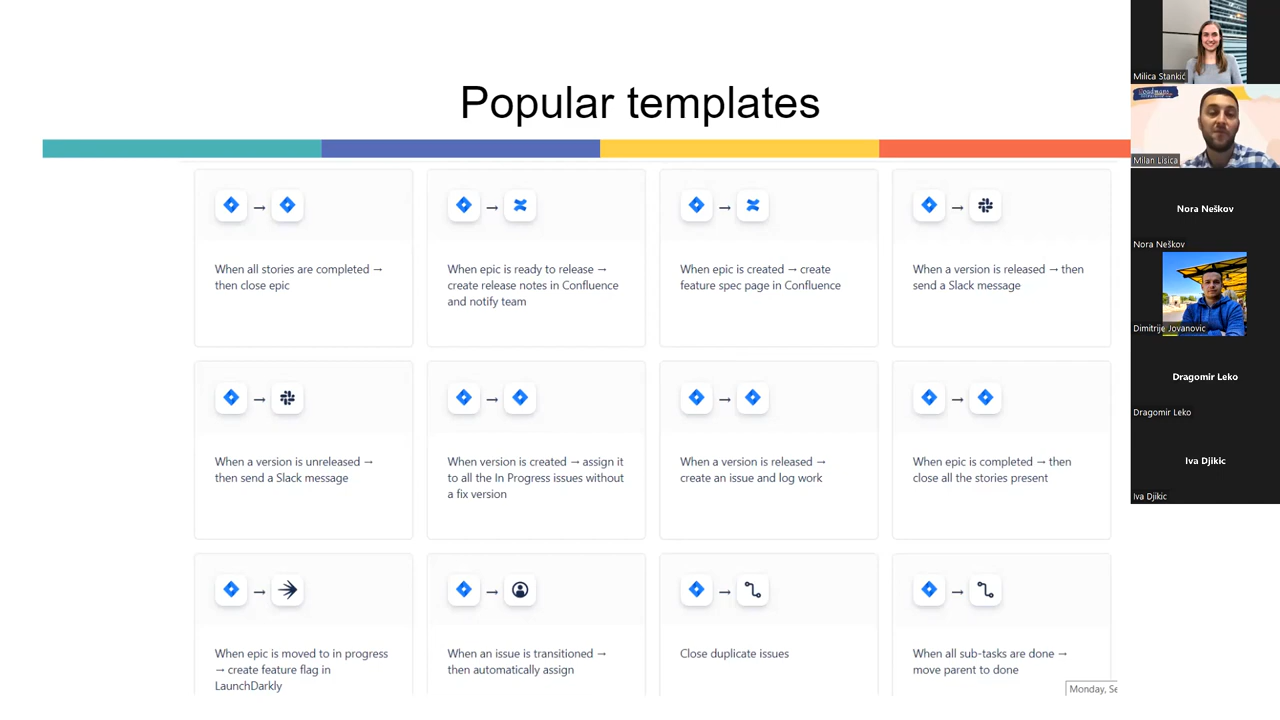 Popular templates
When all stories are completed →
then close epic
When epic is ready to release →
create release notes in Confluence
and notify team
When epic is created → create
feature spec page in Confluence
When a version is released → then
send a Slack message
When a version is unreleased →
then send a Slack message
When version is created → assign it
to all the In Progress issues without
a fix version
When a version is released →
create an issue and log work
When epic is completed → then
close all the stories present
When epic is moved to in progress
→ create feature flag in
LaunchDarkly
When an issue is transitioned →
then automatically assign
Close duplicate issues
When all sub-tasks are done →
move parent to done
Monday, Se
Milica Stankić
Milan Lisica
Nora Neškov
Nora Neškov
Dimitrije Jovanovic
Dragomir Leko
Dragomir Leko
Iva Djikic
Iva Djikic